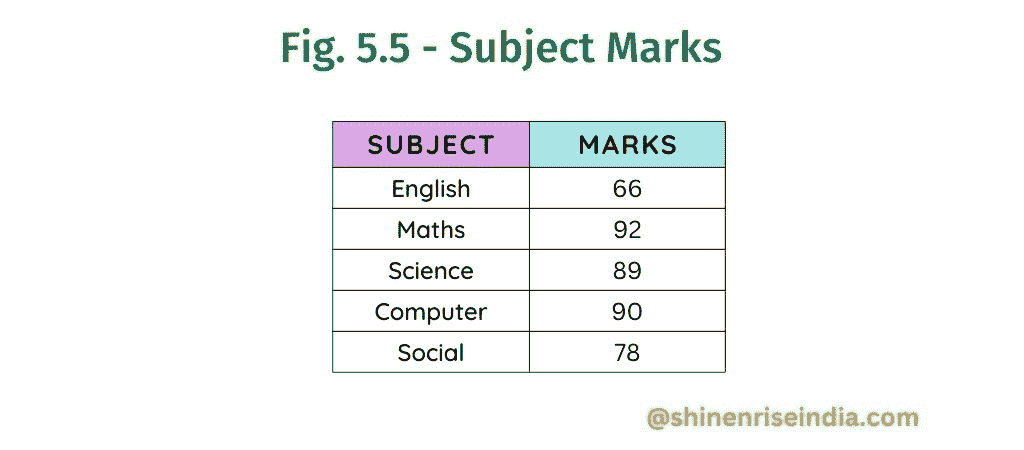 Fig. 5.5 - Subject Marks
SUBJECT MARKS
English 66
Maths 92
Science 89
Computer 90
Social 78
@shinenriseindia.com